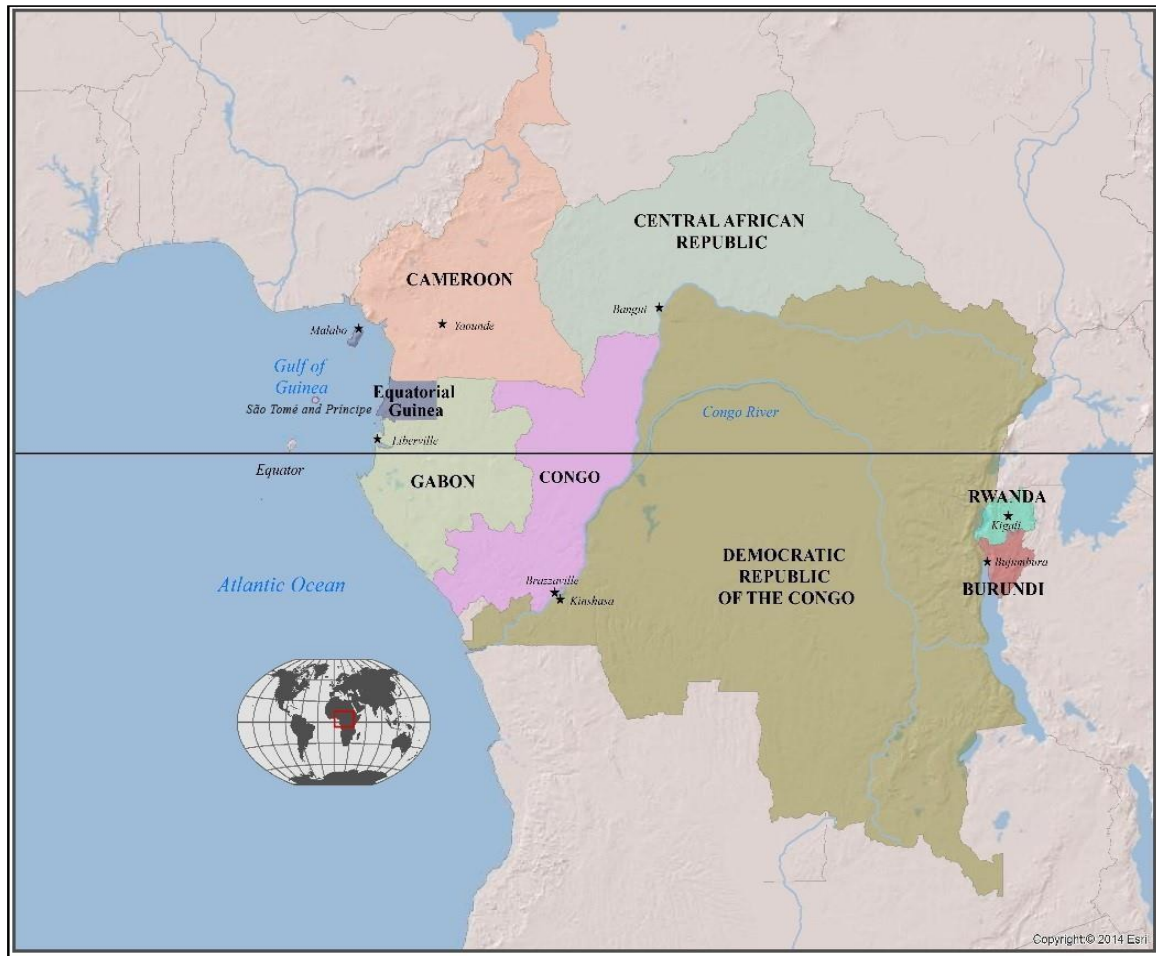 CENTRAL AFRICAN
REPUBLIC
CAMEROON
Bangui
Malabo
Yaounde
Gulf of
Guinea
Equatorial
Guinea
São Tomé and Príncipe
Congo River
Liberville
Equator
GABON
CONGO
RWANDA
Kigali
DEMOCRATIC
REPUBLIC
OF THE CONGO
Bujumbura
BURUNDI
Atlantic Ocean
Brazzaville
Kinshasa
Copyright:© 2014 Esri